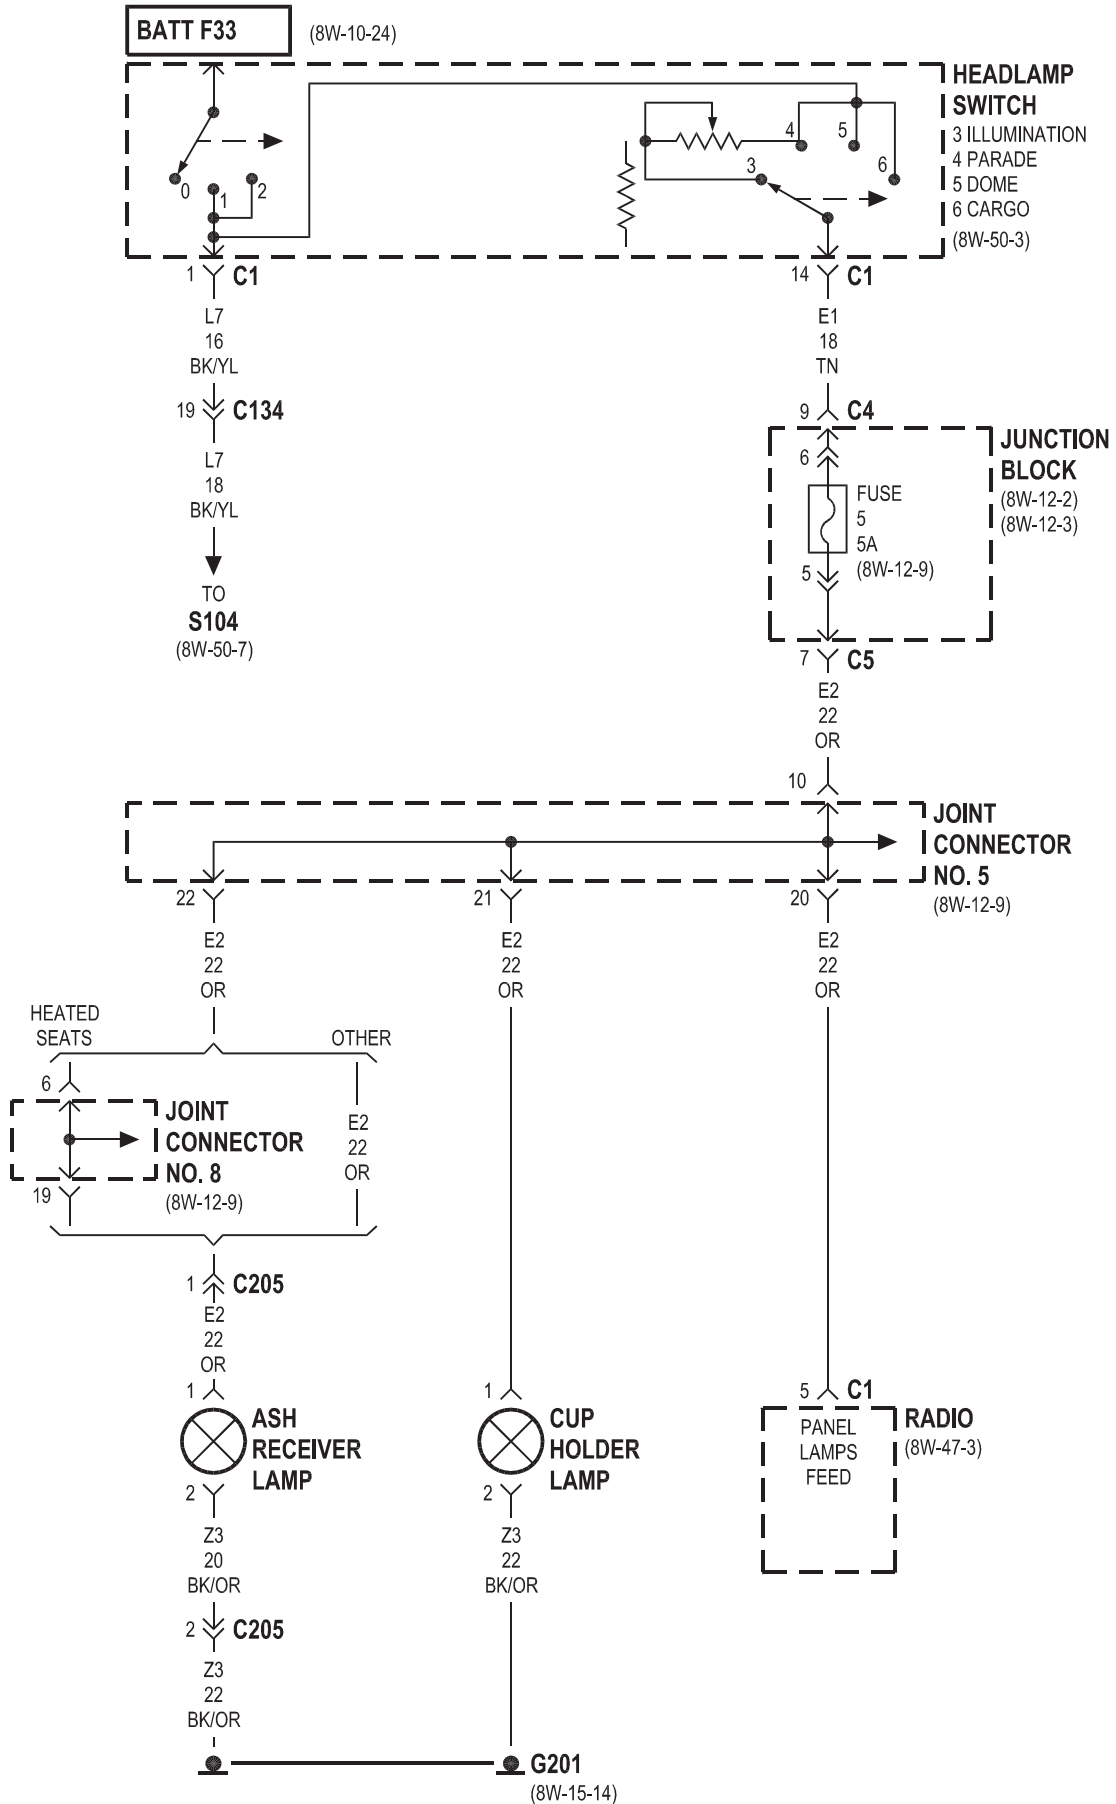 BATT F33
(8W-10-24)
HEADLAMP
SWITCH
3 ILLUMINATION
4 PARADE
5 DOME
6 CARGO
(8W-50-3)
0
1
2
3
4
5
6
1
C1
14
C1
L7
16
BK/YL
E1
18
TN
19
C134
9
C4
L7
18
BK/YL
JUNCTION
BLOCK
(8W-12-2)
(8W-12-3)
6
FUSE
5
5A
(8W-12-9)
5
TO
S104
(8W-50-7)
7
C5
E2
22
OR
10
JOINT
CONNECTOR
NO. 5
(8W-12-9)
22
21
20
E2
22
OR
E2
22
OR
E2
22
OR
HEATED
SEATS
OTHER
6
JOINT
CONNECTOR
NO. 8
(8W-12-9)
19
E2
22
OR
1
C205
E2
22
OR
1
ASH
RECEIVER
LAMP
2
1
CUP
HOLDER
LAMP
2
5
C1
PANEL
LAMPS
FEED
RADIO
(8W-47-3)
Z3
20
BK/OR
Z3
22
BK/OR
2
C205
Z3
22
BK/OR
G201
(8W-15-14)